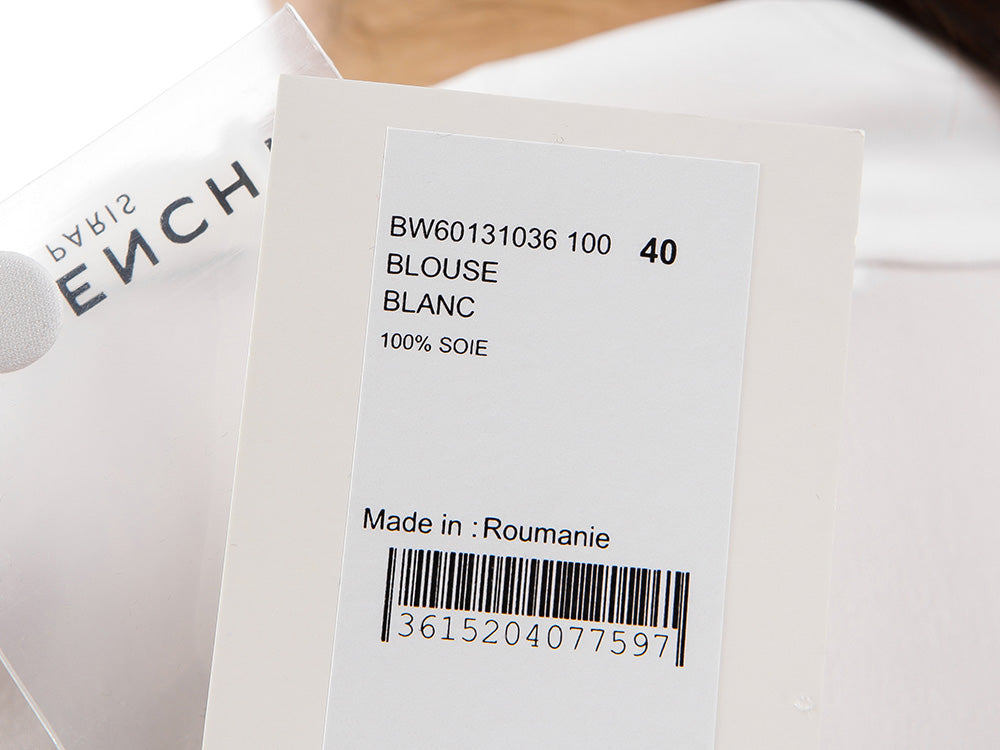 PARIS
ENCH
BW60131036 100 40
BLOUSE
BLANC
100% SOIE
Made in : Roumanie
3615204077597